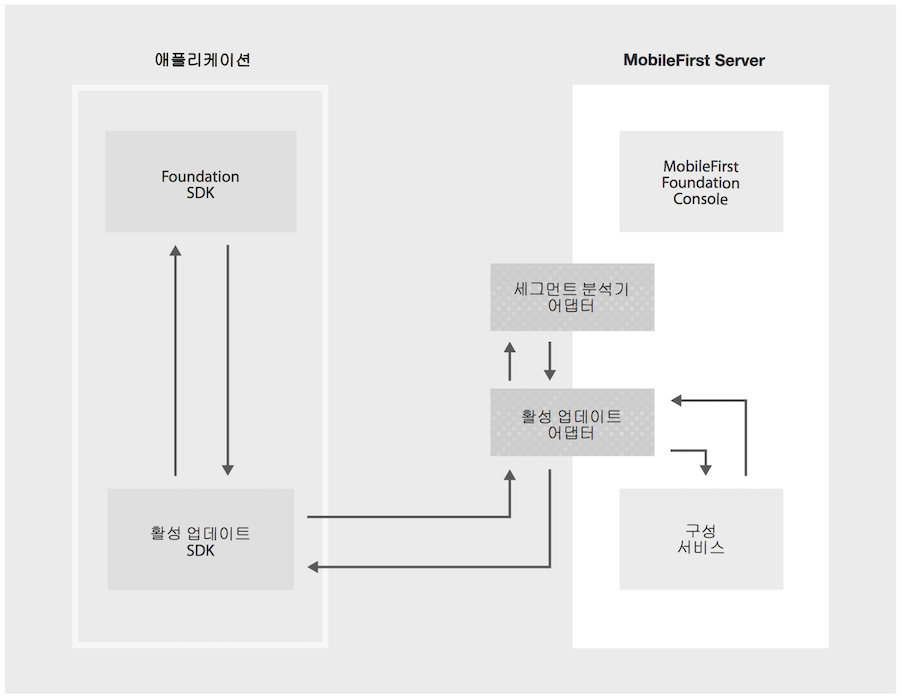 애플리케이션
MobileFirst Server
Foundation
SDK
MobileFirst
Foundation
Console
세그먼트 분석기
어댑터
활성 업데이트
어댑터
활성 업데이트
SDK
구성
서비스